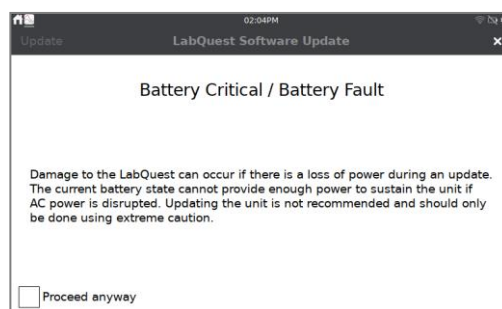 02:04PM
Update LabQuest Software Update
Battery Critical / Battery Fault
Damage to the LabQuest can occur if there is a loss of power during an update.
The current battery state cannot provide enough power to sustain the unit if
AC power is disrupted. Updating the unit is not recommended and should only
be done using extreme caution.
Proceed anyway